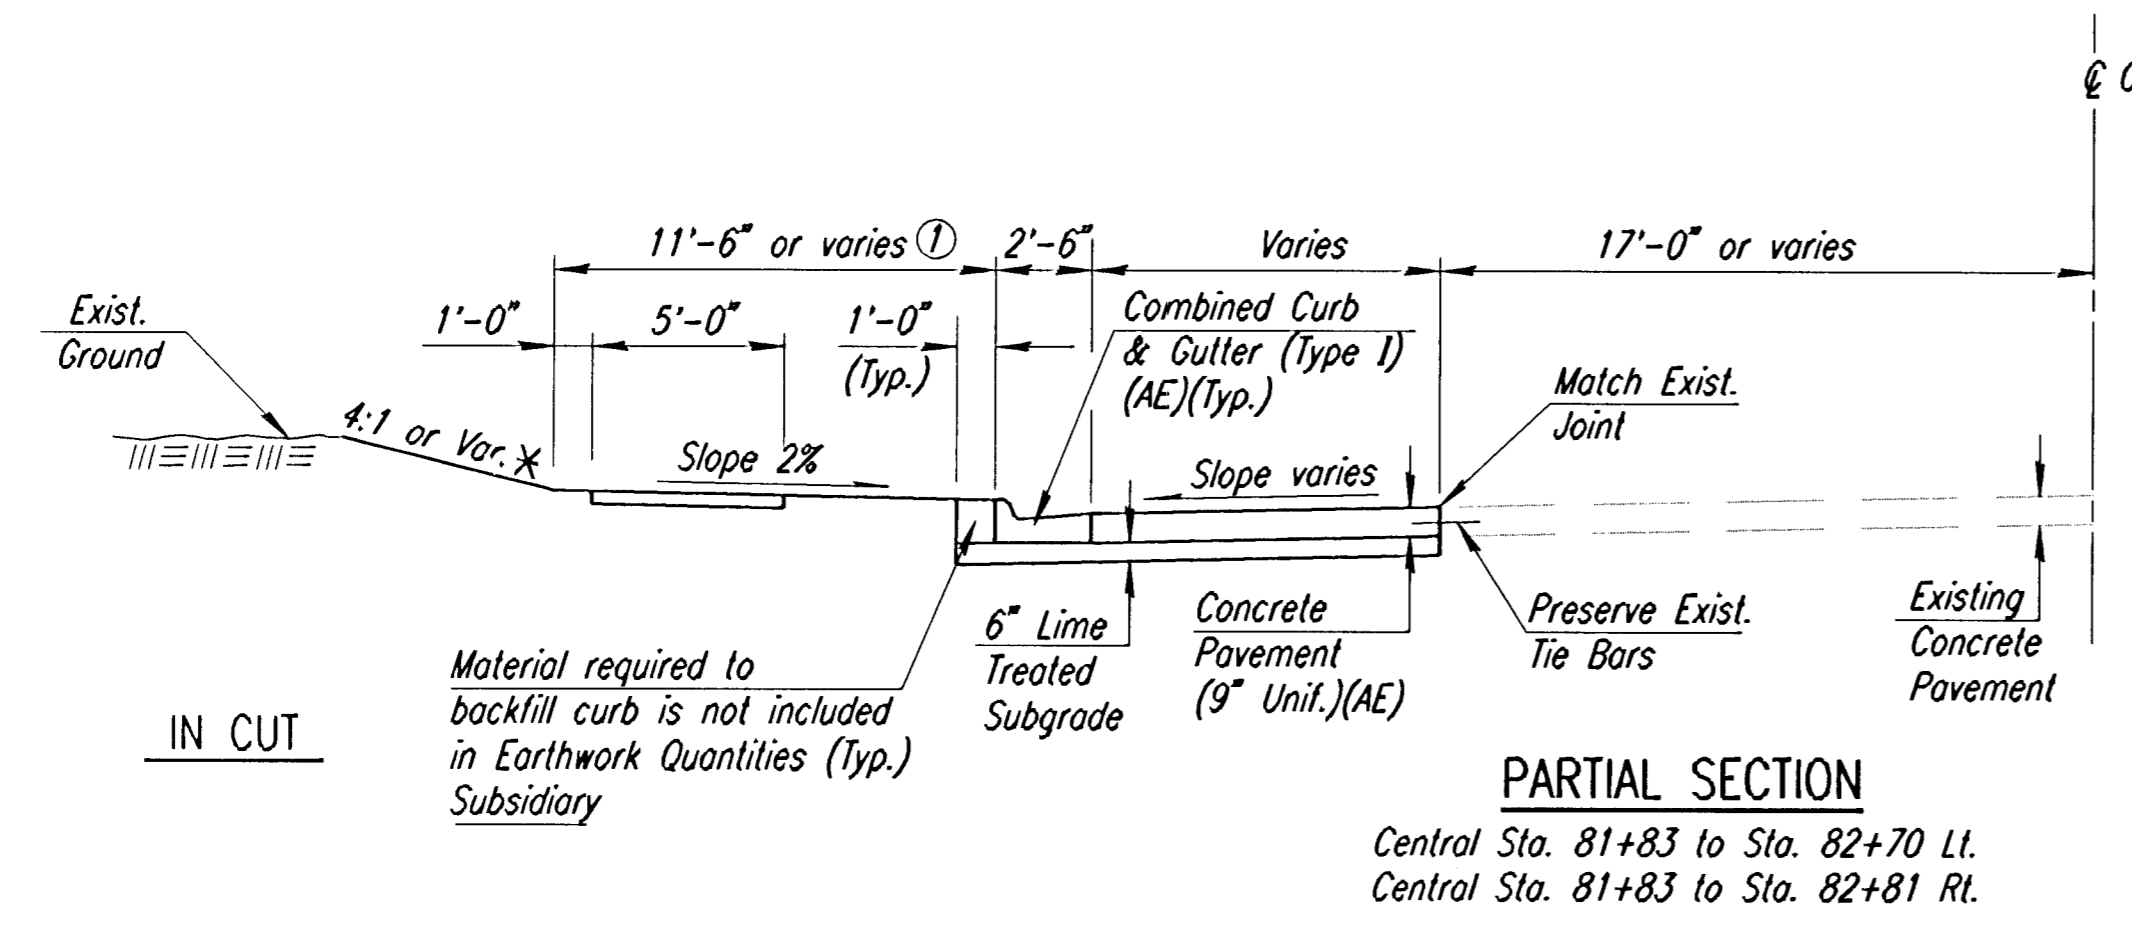 ℄ C
11'-6" or varies ①
2'-6"
Varies
17'-0" or varies
Exist.
Ground
1'-0"
5'-0"
1'-0"
(Typ.)
Combined Curb
& Gutter (Type I)
(AE)(Typ.)
Match Exist.
Joint
4:1 or Var. *
Slope 2%
Slope varies
Material required to
backfill curb is not included
in Earthwork Quantities (Typ.)
Subsidiary
6" Lime
Treated
Subgrade
Concrete
Pavement
(9" Unif.)(AE)
Preserve Exist.
Tie Bars
Existing
Concrete
Pavement
IN CUT
PARTIAL SECTION
Central Sta. 81+83 to Sta. 82+70 Lt.
Central Sta. 81+83 to Sta. 82+81 Rt.